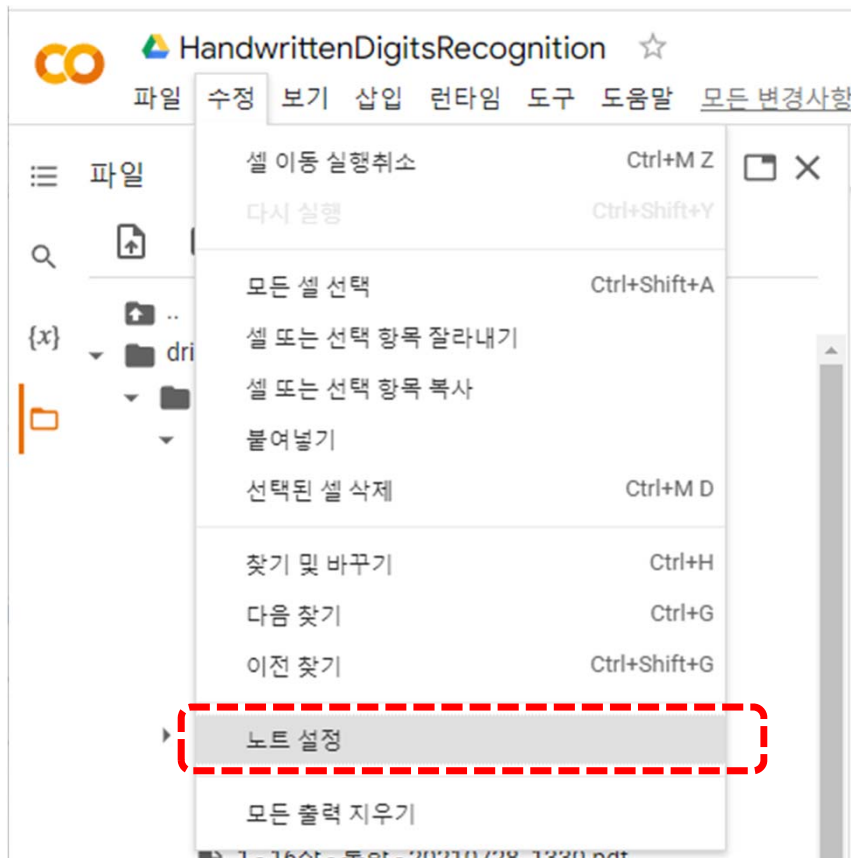 HandwrittenDigitsRecognition
파일 수정 보기 삽입 런타임 도구 도움말 모든 변경사항
파일
셀 이동 실행취소 Ctrl+M Z
다시 실행 Ctrl+Shift+Y
모든 셀 선택 Ctrl+Shift+A
..
{x}
셀 또는 선택 항목 잘라내기
dri
셀 또는 선택 항목 복사
붙여넣기
선택된 셀 삭제 Ctrl+M D
찾기 및 바꾸기 Ctrl+H
다음 찾기 Ctrl+G
이전 찾기 Ctrl+Shift+G
노트 설정
모든 출력 지우기